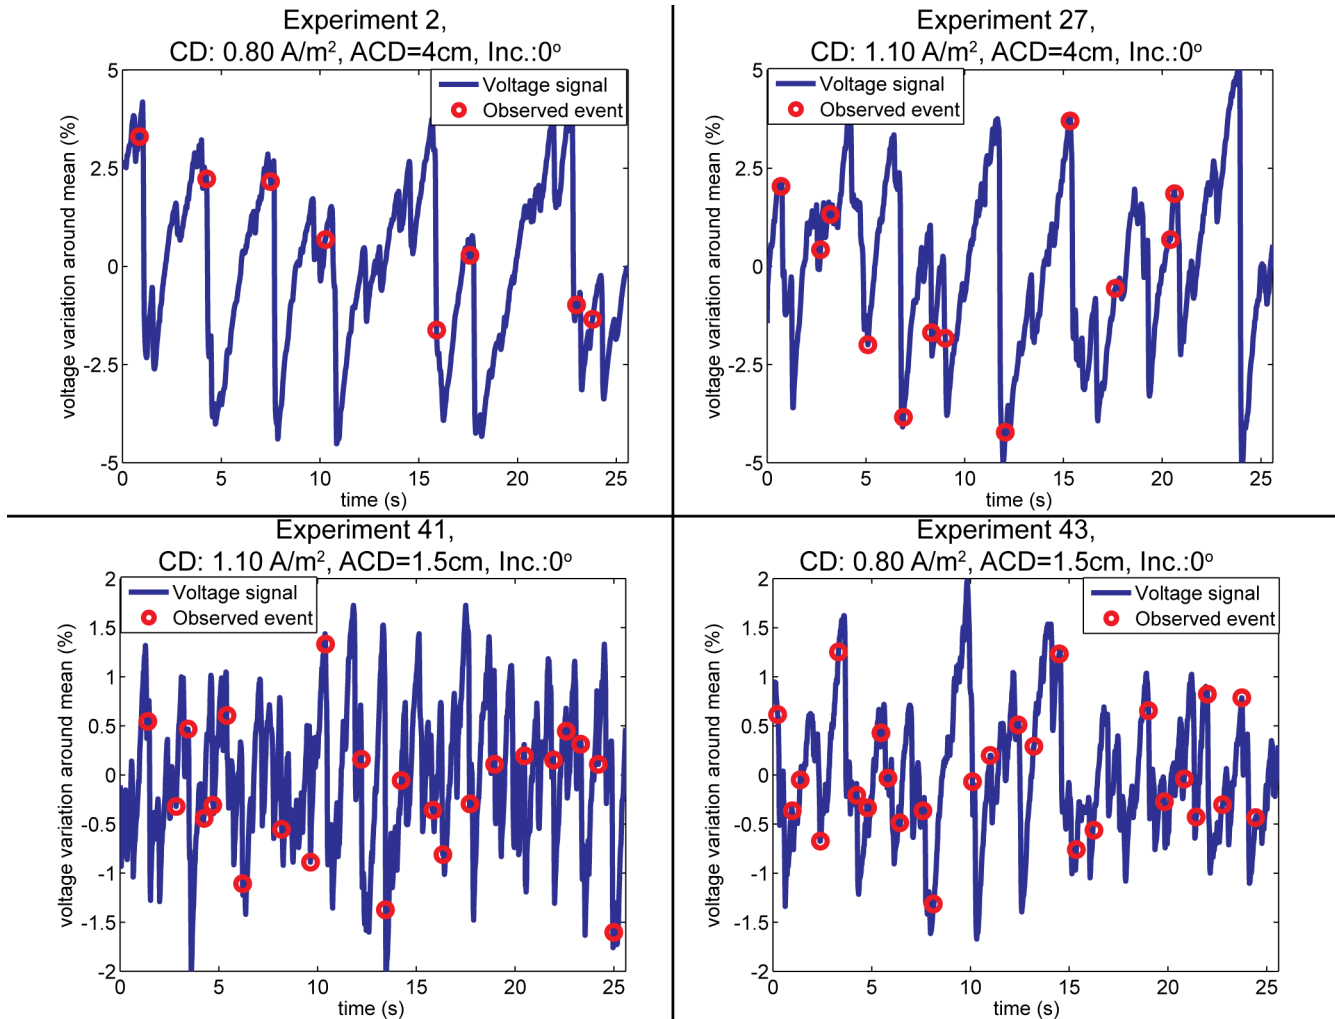 Experiment 2,
CD: 0.80 A/m², ACD=4cm, Inc.:0°
Voltage signal
Observed event
voltage variation around mean (%)
5
2.5
0
-2.5
-5
0 5 10 15 20 25
time (s)
Experiment 27,
CD: 1.10 A/m², ACD=4cm, Inc.:0°
Voltage signal
Observed event
voltage variation around mean (%)
5
2.5
0
-2.5
-5
0 5 10 15 20 25
time (s)
Experiment 41,
CD: 1.10 A/m², ACD=1.5cm, Inc.:0°
Voltage signal
Observed event
voltage variation around mean (%)
2
1.5
1
0.5
0
-0.5
-1
-1.5
-2
0 5 10 15 20 25
time (s)
Experiment 43,
CD: 0.80 A/m², ACD=1.5cm, Inc.:0°
Voltage signal
Observed event
voltage variation around mean (%)
2
1.5
1
0.5
0
-0.5
-1
-1.5
-2
0 5 10 15 20 25
time (s)